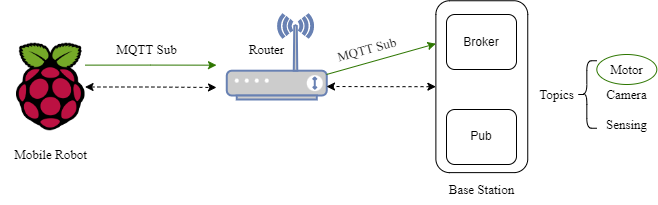 MQTT Sub
Router
MQTT Sub
Broker
Pub
Topics
Motor
Camera
Sensing
Mobile Robot
Base Station